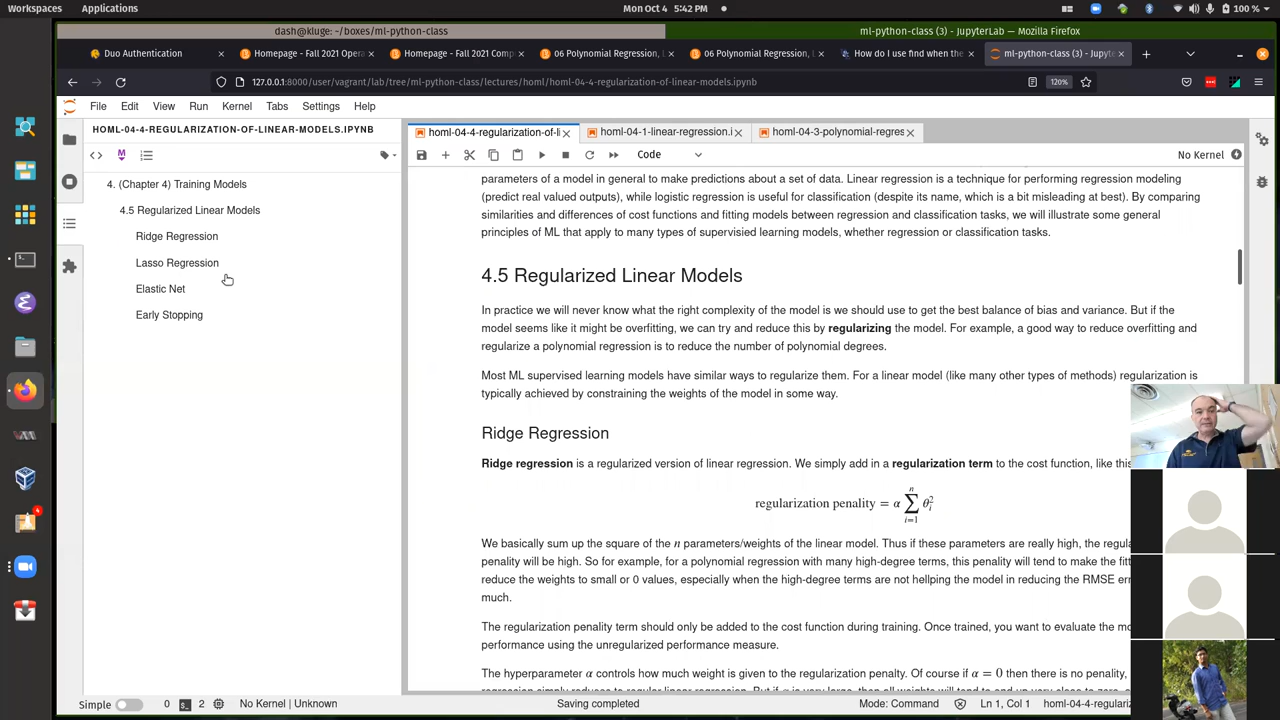 Workspaces
Applications
Mon Oct 4 5:42 PM
100 %
dash@kluge: ~/boxes/ml-python-class
ml-python-class (3) - JupyterLab — Mozilla Firefox
Duo Authentication
Homepage - Fall 2021 Oper
Homepage - Fall 2021 Comp
06 Polynomial Regression, L
06 Polynomial Regression, L
How do I use find when the
ml-python-class (3) - Jupyte
127.0.0.1:8000/user/vagrant/lab/tree/ml-python-class/lectures/homl/homl-04-4-regularization-of-linear-models.ipynb
120%
File Edit View Run Kernel Tabs Settings Help
HOML-04-4-REGULARIZATION-OF-LINEAR-MODELS.IPYNB
4. (Chapter 4) Training Models
4.5 Regularized Linear Models
Ridge Regression
Lasso Regression
Elastic Net
Early Stopping
homl-04-4-regularization-of-li
homl-04-1-linear-regression.i
homl-04-3-polynomial-regres
Code
No Kernel
parameters of a model in general to make predictions about a set of data. Linear regression is a technique for performing regression modeling
(predict real valued outputs), while logistic regression is useful for classification (despite its name, which is a bit misleading at best). By comparing
similarities and differences of cost functions and fitting models between regression and classification tasks, we will illustrate some general
principles of ML that apply to many types of supervisied learning models, whether regression or classification tasks.
4.5 Regularized Linear Models
In practice we will never know what the right complexity of the model is we should use to get the best balance of bias and variance. But if the
model seems like it might be overfitting, we can try and reduce this by regularizing the model. For example, a good way to reduce overfitting and
regularize a polynomial regression is to reduce the number of polynomial degrees.
Most ML supervised learning models have similar ways to regularize them. For a linear model (like many other types of methods) regularization is
typically achieved by constraining the weights of the model in some way.
Ridge Regression
Ridge regression is a regularized version of linear regression. We simply add in a regularization term to the cost function, like this
regularization penality = α ∑ᵢ₌₁ⁿ θᵢ²
We basically sum up the square of the n parameters/weights of the linear model. Thus if these parameters are really high, the regula
penality will be high. So for example, for a polynomial regression with many high-degree terms, this penality will tend to make the fitt
reduce the weights to small or 0 values, especially when the high-degree terms are not hellping the model in reducing the RMSE err
much.
The regularization penality term should only be added to the cost function during training. Once trained, you want to evaluate the mo
performance using the unregularized performance measure.
The hyperparameter α controls how much weight is given to the regularization penality. Of course if α = 0 then there is no penality,
Simple
0
2
No Kernel | Unknown
Saving completed
Mode: Command
Ln 1, Col 1
homl-04-4-regulariz